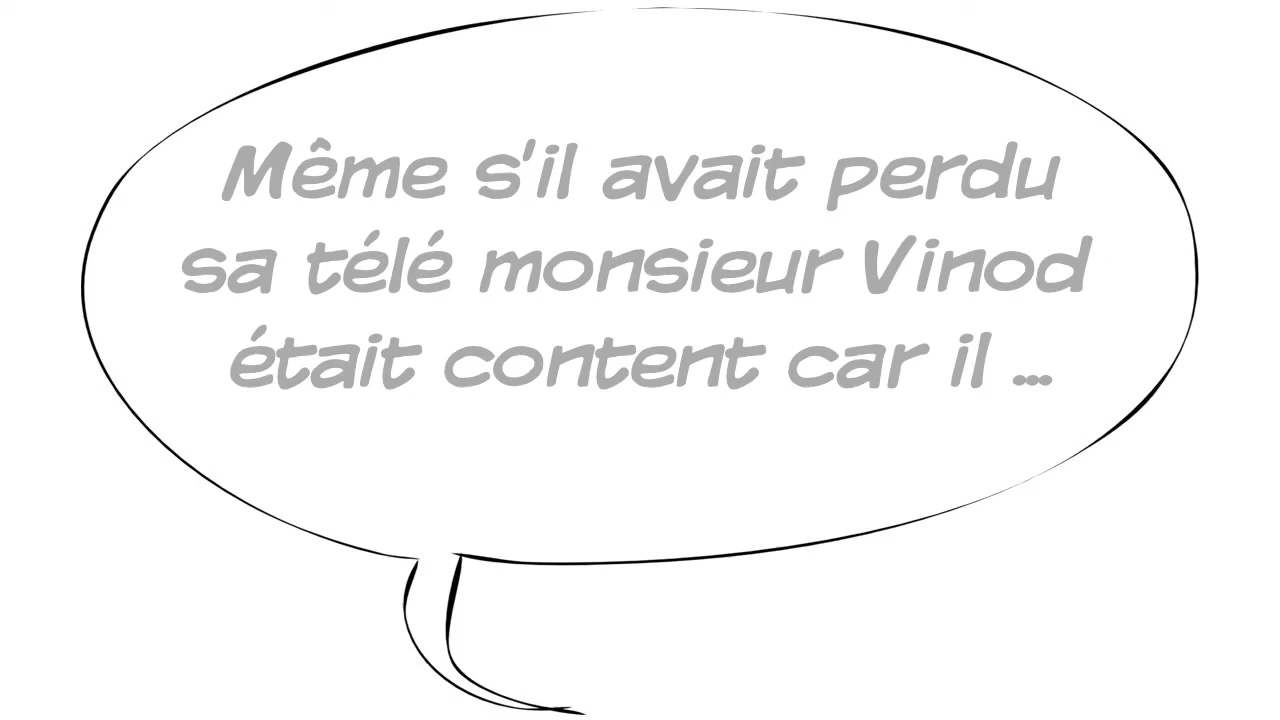 Même s'il avait perdu
sa télé monsieur Vinod
était content car il ...